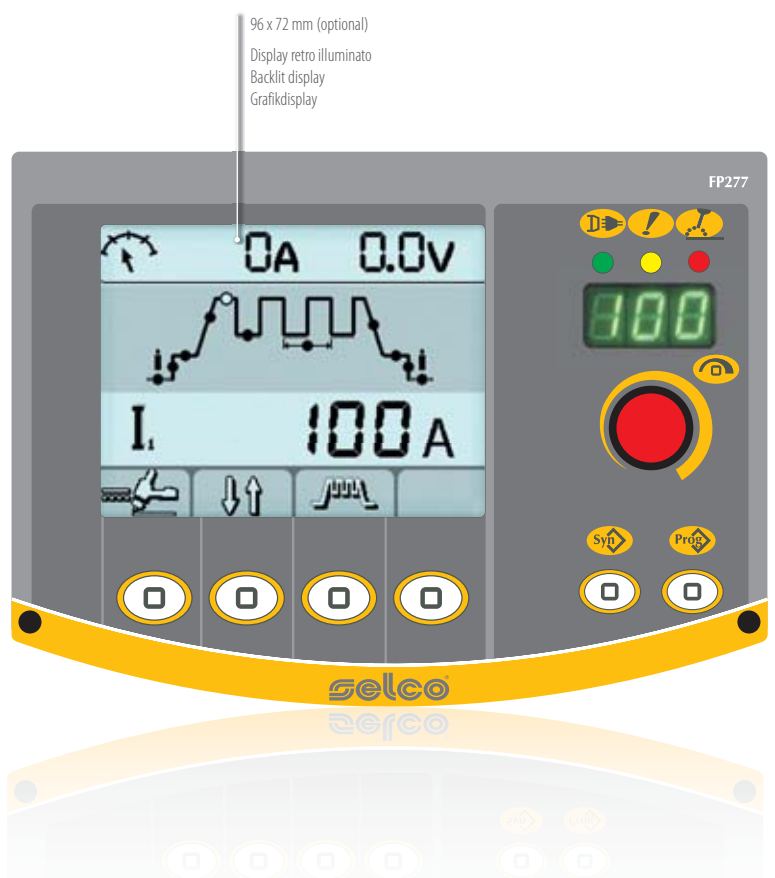 96 x 72 mm (optional)
Display retro illuminato
Backlit display
Grafikdisplay
FP277
0A 0.0V
100
I1 100 A
Syn Prog
selco